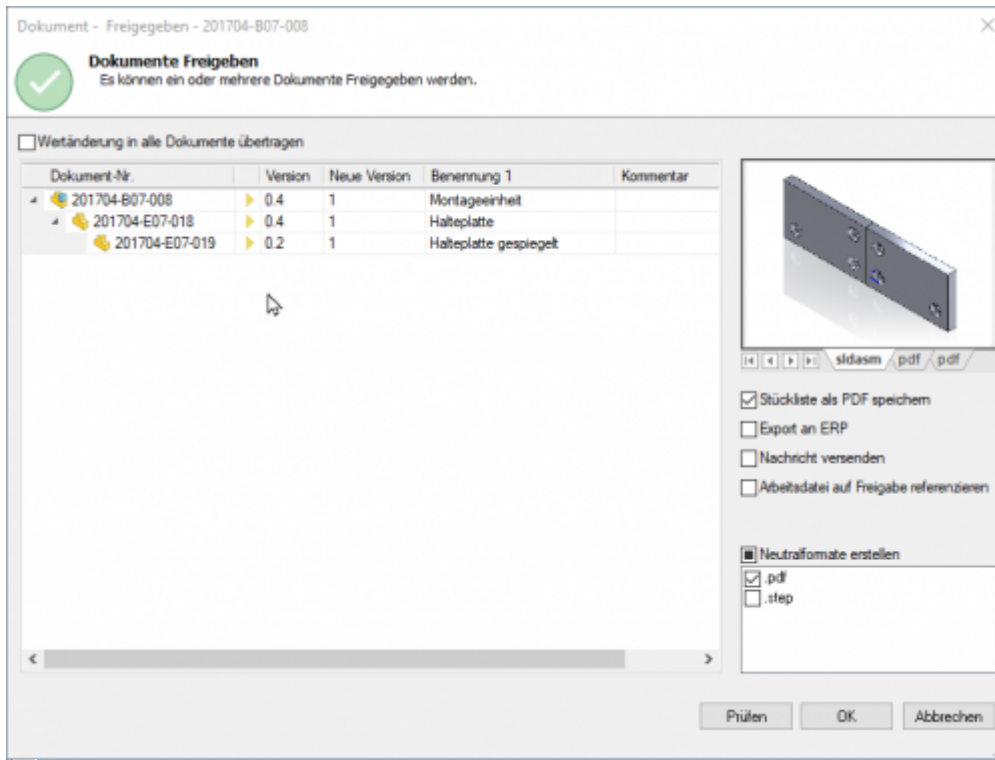 Dokument - Freigegeben - 201704-B07-008
Dokumente Freigeben
Es können ein oder mehrere Dokumente Freigegeben werden.
Wertänderung in alle Dokumente übertragen
Dokument-Nr. Version Neue Version Benennung 1 Kommentar
201704-B07-008 0.4 1 Montageeinheit
201704-E07-018 0.4 1 Halteplatte
201704-E07-019 0.2 1 Halteplatte gespiegelt
sldasm pdf pdf
Stückliste als PDF speichern
Export an ERP
Nachricht versenden
Arbeitsdatei auf Freigabe referenzieren
Neutralformate erstellen
.pdf
.step
Prüfen OK Abbrechen